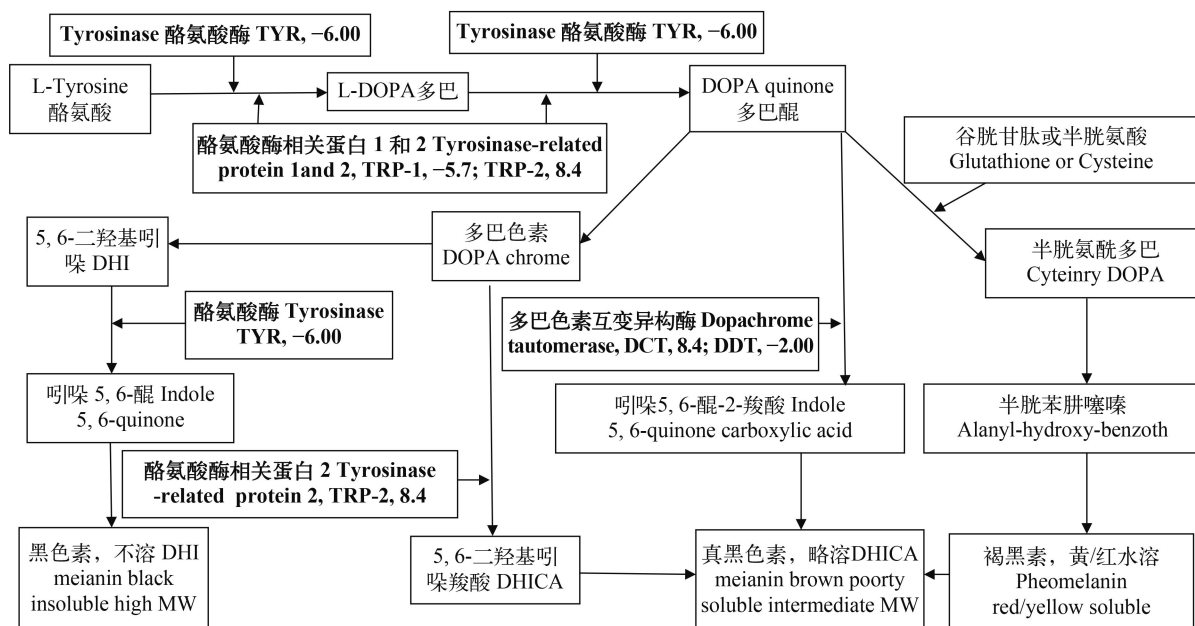 Tyrosinase 酪氨酸酶 TYR, −6.00
Tyrosinase 酪氨酸酶 TYR, −6.00
L-Tyrosine
酪氨酸
L-DOPA多巴
DOPA quinone
多巴醌
酪氨酸酶相关蛋白 1 和 2 Tyrosinase-related
protein 1and 2, TRP-1, −5.7; TRP-2, 8.4
谷胱甘肽或半胱氨酸
Glutathione or Cysteine
5, 6-二羟基吲
哚 DHI
多巴色素
DOPA chrome
半胱氨酰多巴
Cyteinry DOPA
酪氨酸酶 Tyrosinase
TYR, −6.00
多巴色素互变异构酶 Dopachrome
tautomerase, DCT, 8.4; DDT, −2.00
吲哚 5, 6-醌 Indole
5, 6-quinone
吲哚5, 6-醌-2-羧酸 Indole
5, 6-quinone carboxylic acid
半胱苯肼噻嗪
Alanyl-hydroxy-benzoth
酪氨酸酶相关蛋白 2 Tyrosinase
-related protein 2, TRP-2, 8.4
黑色素，不溶 DHI
meianin black
insoluble high MW
5, 6-二羟基吲
哚羧酸 DHICA
真黑色素，略溶DHICA
meianin brown poorty
soluble intermediate MW
褐黑素，黄/红水溶
Pheomelanin
red/yellow soluble